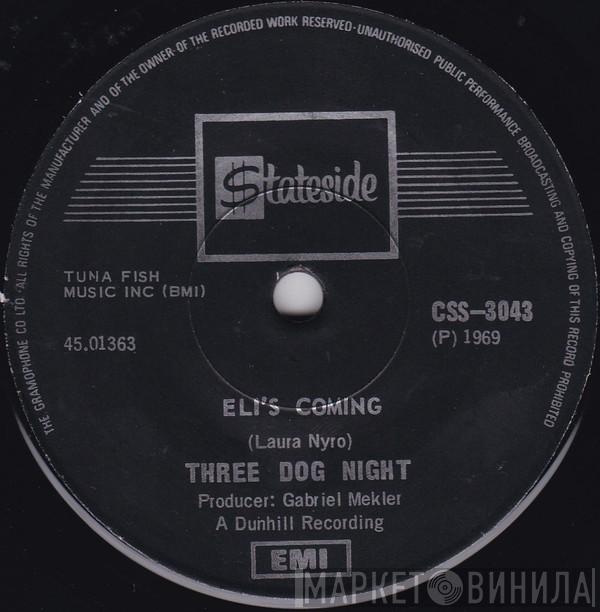 THE GRAMOPHONE CO LTD·ALL RIGHTS OF THE MANUFACTURER AND OF THE OWNER OF THE RECORDED WORK RESERVED·UNAUTHORISED PUBLIC PERFORMANCE BROADCASTING AND COPYING OF THIS RECORD PROHIBITED
$tateside
TUNA FISH
MUSIC INC (BMI)
CSS-3043
(P) 1969
45.01363
ELI'S COMING
(Laura Nyro)
THREE DOG NIGHT
Producer: Gabriel Mekler
A Dunhill Recording
EMI
МАРКЕТ ВИНИЛА